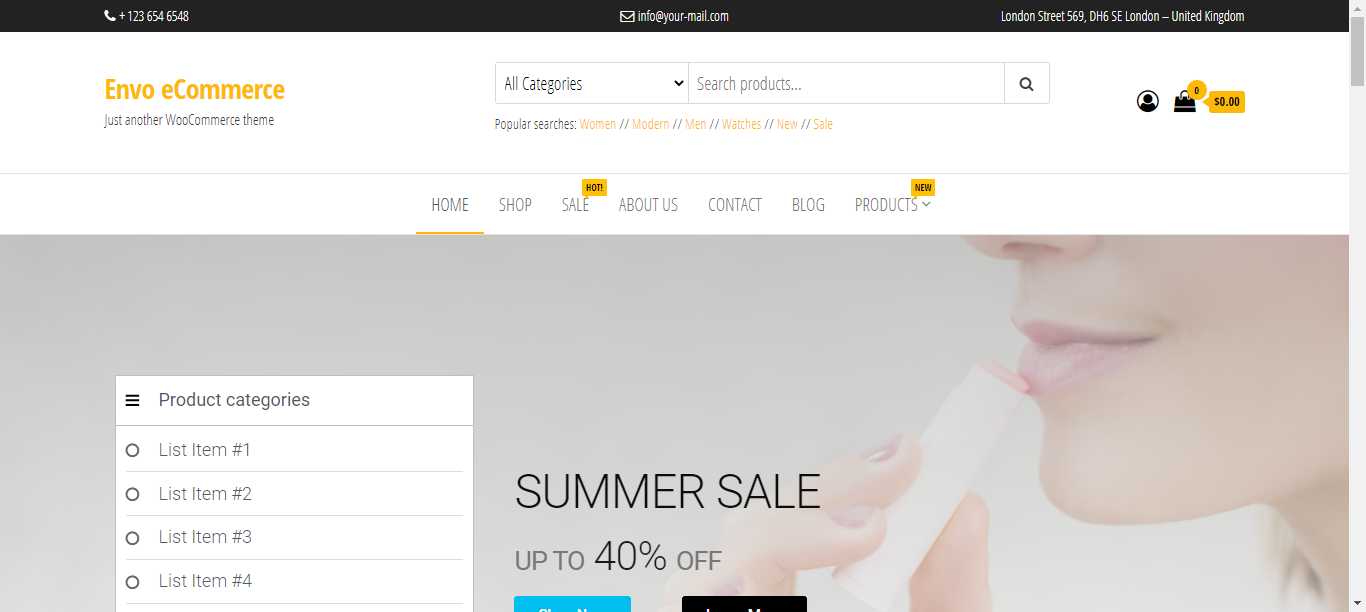 + 123 654 6548
info@your-mail.com
London Street 569, DH6 SE London – United Kingdom
Envo eCommerce
Just another WooCommerce theme
All Categories
Search products...
Popular searches: Women // Modern // Men // Watches // New // Sale
0
$0.00
HOME
SHOP
SALE
HOT!
ABOUT US
CONTACT
BLOG
PRODUCTS
NEW
Product categories
List Item #1
List Item #2
List Item #3
List Item #4
SUMMER SALE
UP TO 40% OFF